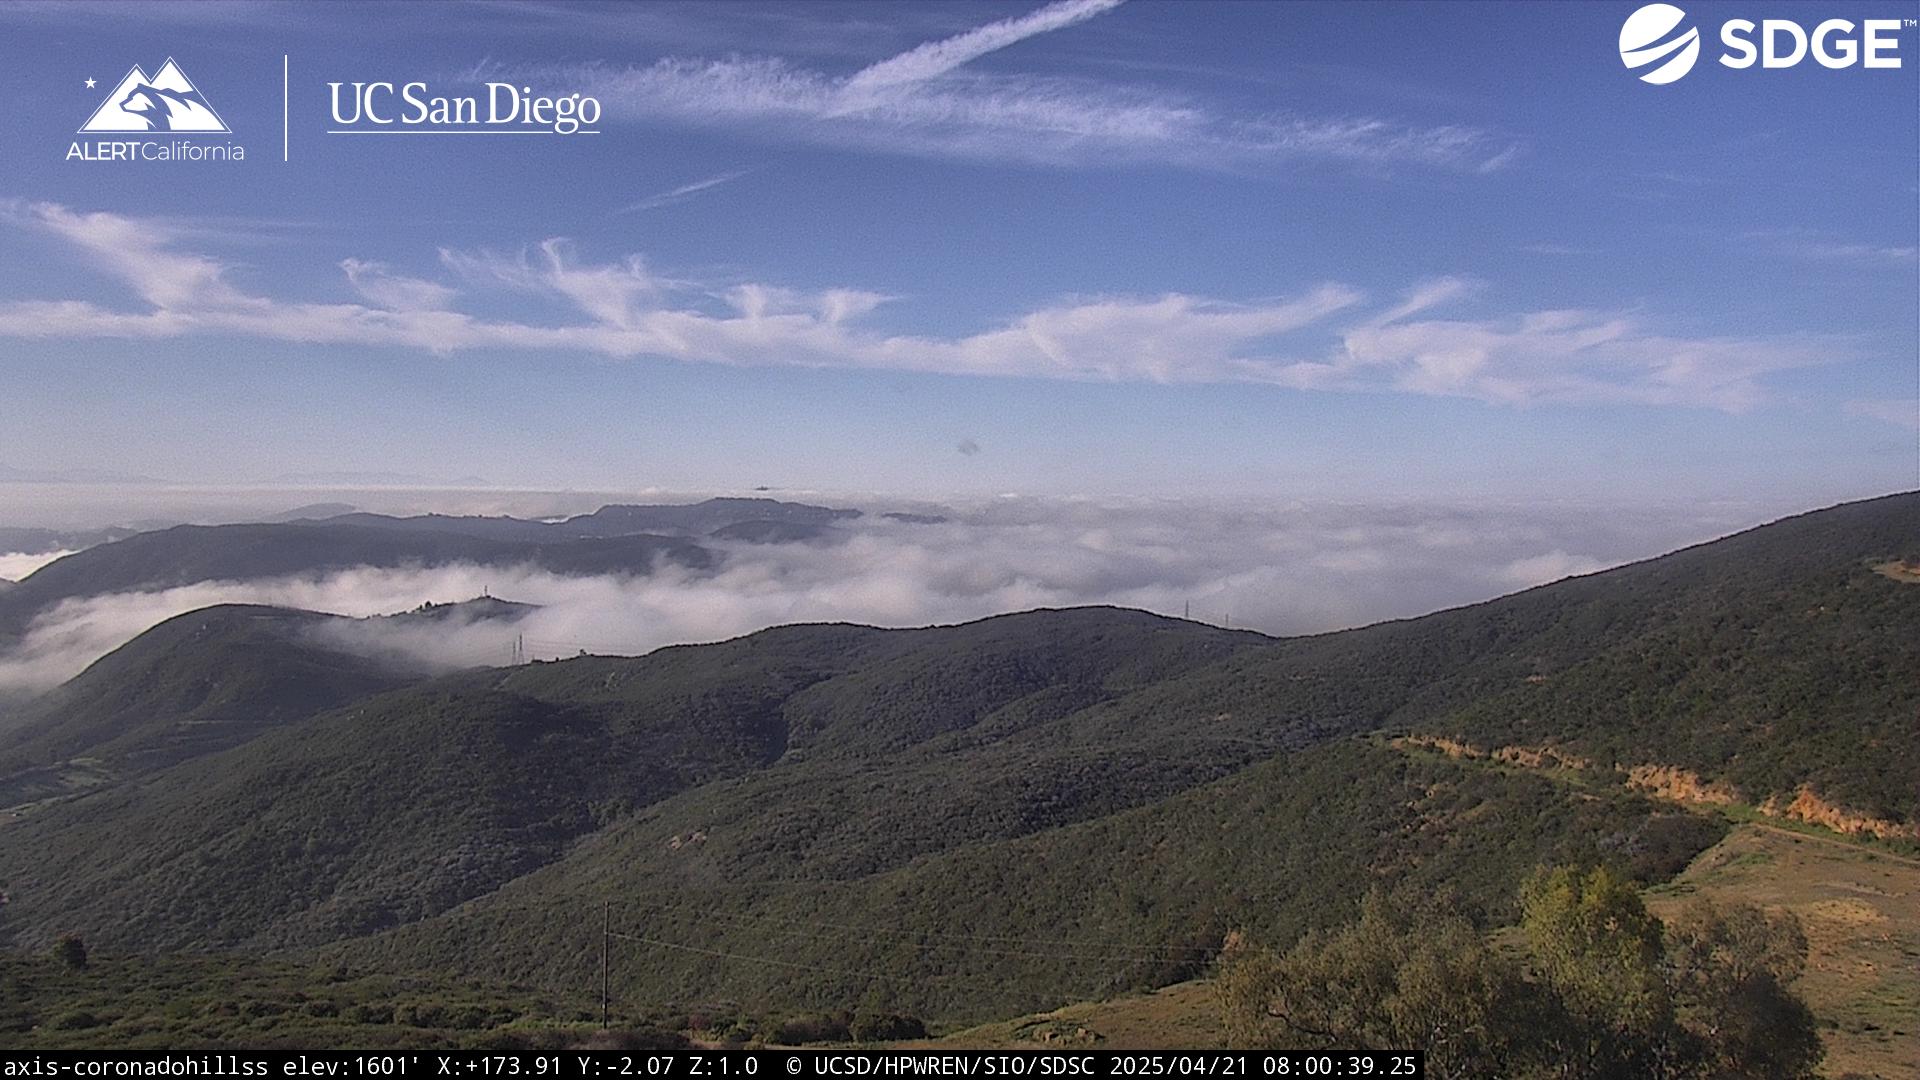 ALERTCalifornia
UC San Diego
SDGE™
axis-coronadohillss elev:1601' X:+173.91 Y:-2.07 Z:1.0 © UCSD/HPWREN/SIO/SDSC 2025/04/21 08:00:39.25